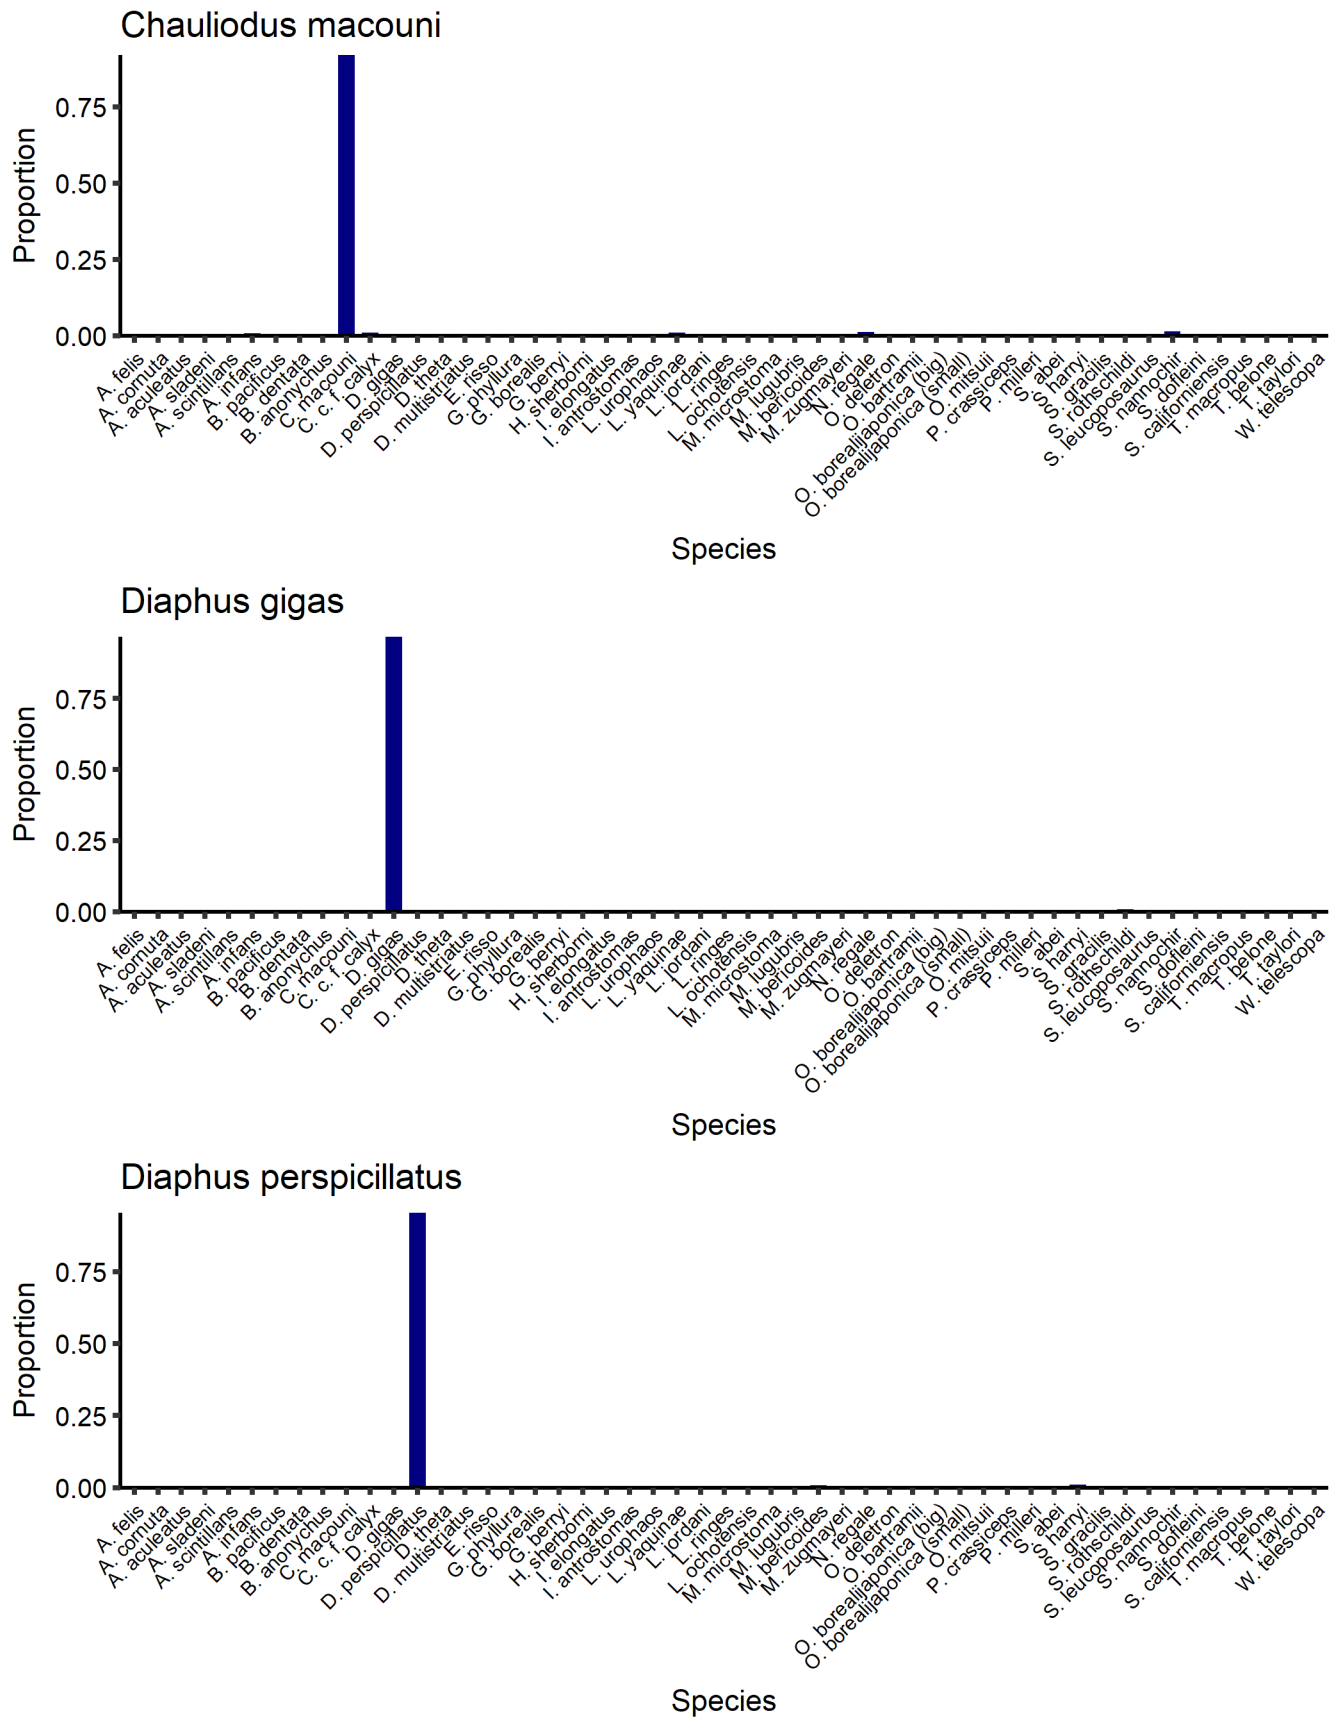 Chauliodus macouni
Proportion
0.75
0.50
0.25
0.00
A. felis
A. cornuta
A. aculeatus
A. sladeni
A. scintillans
A. infans
B. pacificus
B. dentata
B. anonychus
C. macouni
C. c. f calyx
D. gigas
D. perspicillatus
D. theta
D. multistriatus
E. risso
G. phyllura
G. borealis
G. berryi
H. sherborni
I. elongatus
I. antrostomas
L. urophaos
L. yaquinae
L. jordani
L. ringes
L. ochotensis
M. microstoma
M. lugubris
M. beficoides
M. zugmayeri
N. regale
O. deletron
O. bartramii
O. borealijaponica (big)
O. borealijaponica (small)
O. mitsuii
P. crassiceps
P. milleri
S. abei
S. harryi
S. gracilis
S. rothschildi
S. leucoposaurus
S. nannochir
S. dofleini
S. californiensis
T. macropus
T. belone
T. taylori
W. telescopa
Species
Diaphus gigas
Proportion
0.75
0.50
0.25
0.00
A. felis
A. cornuta
A. aculeatus
A. sladeni
A. scintillans
A. infans
B. pacificus
B. dentata
B. anonychus
C. macouni
C. c. f calyx
D. gigas
D. perspicillatus
D. theta
D. multistriatus
E. risso
G. phyllura
G. borealis
G. berryi
H. sherborni
I. elongatus
I. antrostomas
L. urophaos
L. yaquinae
L. jordani
L. ringes
L. ochotensis
M. microstoma
M. lugubris
M. beficoides
M. zugmayeri
N. regale
O. deletron
O. bartramii
O. borealijaponica (big)
O. borealijaponica (small)
O. mitsuii
P. crassiceps
P. milleri
S. abei
S. harryi
S. gracilis
S. rothschildi
S. leucoposaurus
S. nannochir
S. dofleini
S. californiensis
T. macropus
T. belone
T. taylori
W. telescopa
Species
Diaphus perspicillatus
Proportion
0.75
0.50
0.25
0.00
A. felis
A. cornuta
A. aculeatus
A. sladeni
A. scintillans
A. infans
B. pacificus
B. dentata
B. anonychus
C. macouni
C. c. f calyx
D. gigas
D. perspicillatus
D. theta
D. multistriatus
E. risso
G. phyllura
G. borealis
G. berryi
H. sherborni
I. elongatus
I. antrostomas
L. urophaos
L. yaquinae
L. jordani
L. ringes
L. ochotensis
M. microstoma
M. lugubris
M. beficoides
M. zugmayeri
N. regale
O. deletron
O. bartramii
O. borealijaponica (big)
O. borealijaponica (small)
O. mitsuii
P. crassiceps
P. milleri
S. abei
S. harryi
S. gracilis
S. rothschildi
S. leucoposaurus
S. nannochir
S. dofleini
S. californiensis
T. macropus
T. belone
T. taylori
W. telescopa
Species